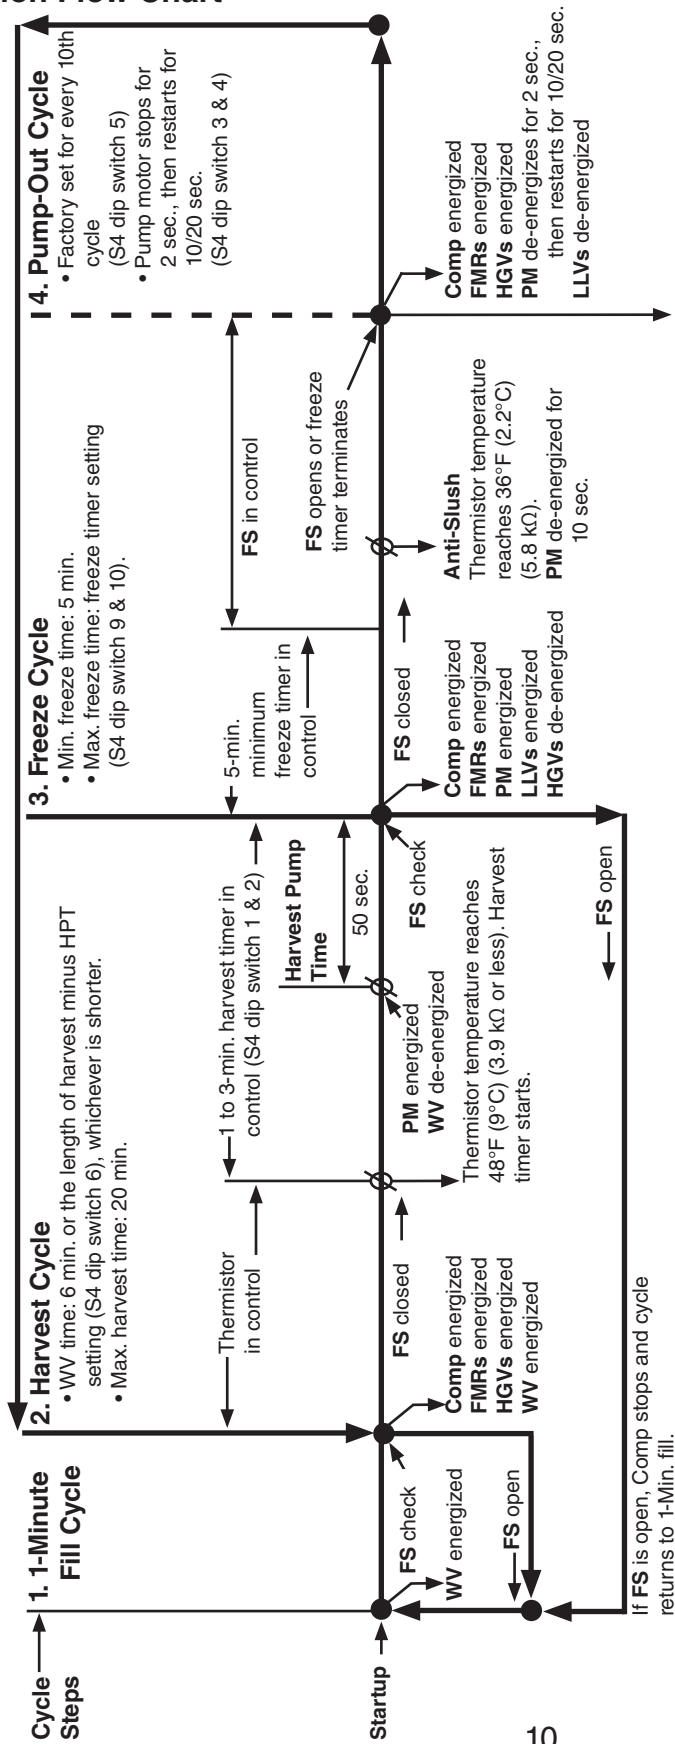 Flow Chart
Cycle
Steps
1. 1-Minute
Fill Cycle
2. Harvest Cycle
• WV time: 6 min. or the length of harvest minus HPT
setting (S4 dip switch 6), whichever is shorter.
• Max. harvest time: 20 min.
3. Freeze Cycle
• Min. freeze time: 5 min.
• Max. freeze time: freeze timer setting
(S4 dip switch 9 & 10).
4. Pump-Out Cycle
• Factory set for every 10th
cycle
(S4 dip switch 5)
• Pump motor stops for
2 sec., then restarts for
10/20 sec.
(S4 dip switch 3 & 4)
Thermistor
in control
1 to 3-min. harvest timer in
control (S4 dip switch 1 & 2)
Harvest Pump
Time
50 sec.
5-min.
minimum
freeze timer in
control
FS in control
FS opens or freeze
timer terminates
Startup
FS check
WV energized
FS open
FS closed
Comp energized
FMRs energized
HGVs energized
WV energized
PM energized
WV de-energized
Thermistor temperature reaches
48°F (9°C) (3.9 kΩ or less). Harvest
timer starts.
FS check
FS open
FS closed
Comp energized
FMRs energized
PM energized
LLVs energized
HGVs de-energized
Anti-Slush
Thermistor temperature
reaches 36°F (2.2°C)
(5.8 kΩ).
PM de-energized for
10 sec.
Comp energized
FMRs energized
HGVs energized
PM de-energizes for 2 sec.,
then restarts for 10/20 sec.
LLVs de-energized
If FS is open, Comp stops and cycle
returns to 1-Min. fill.
10